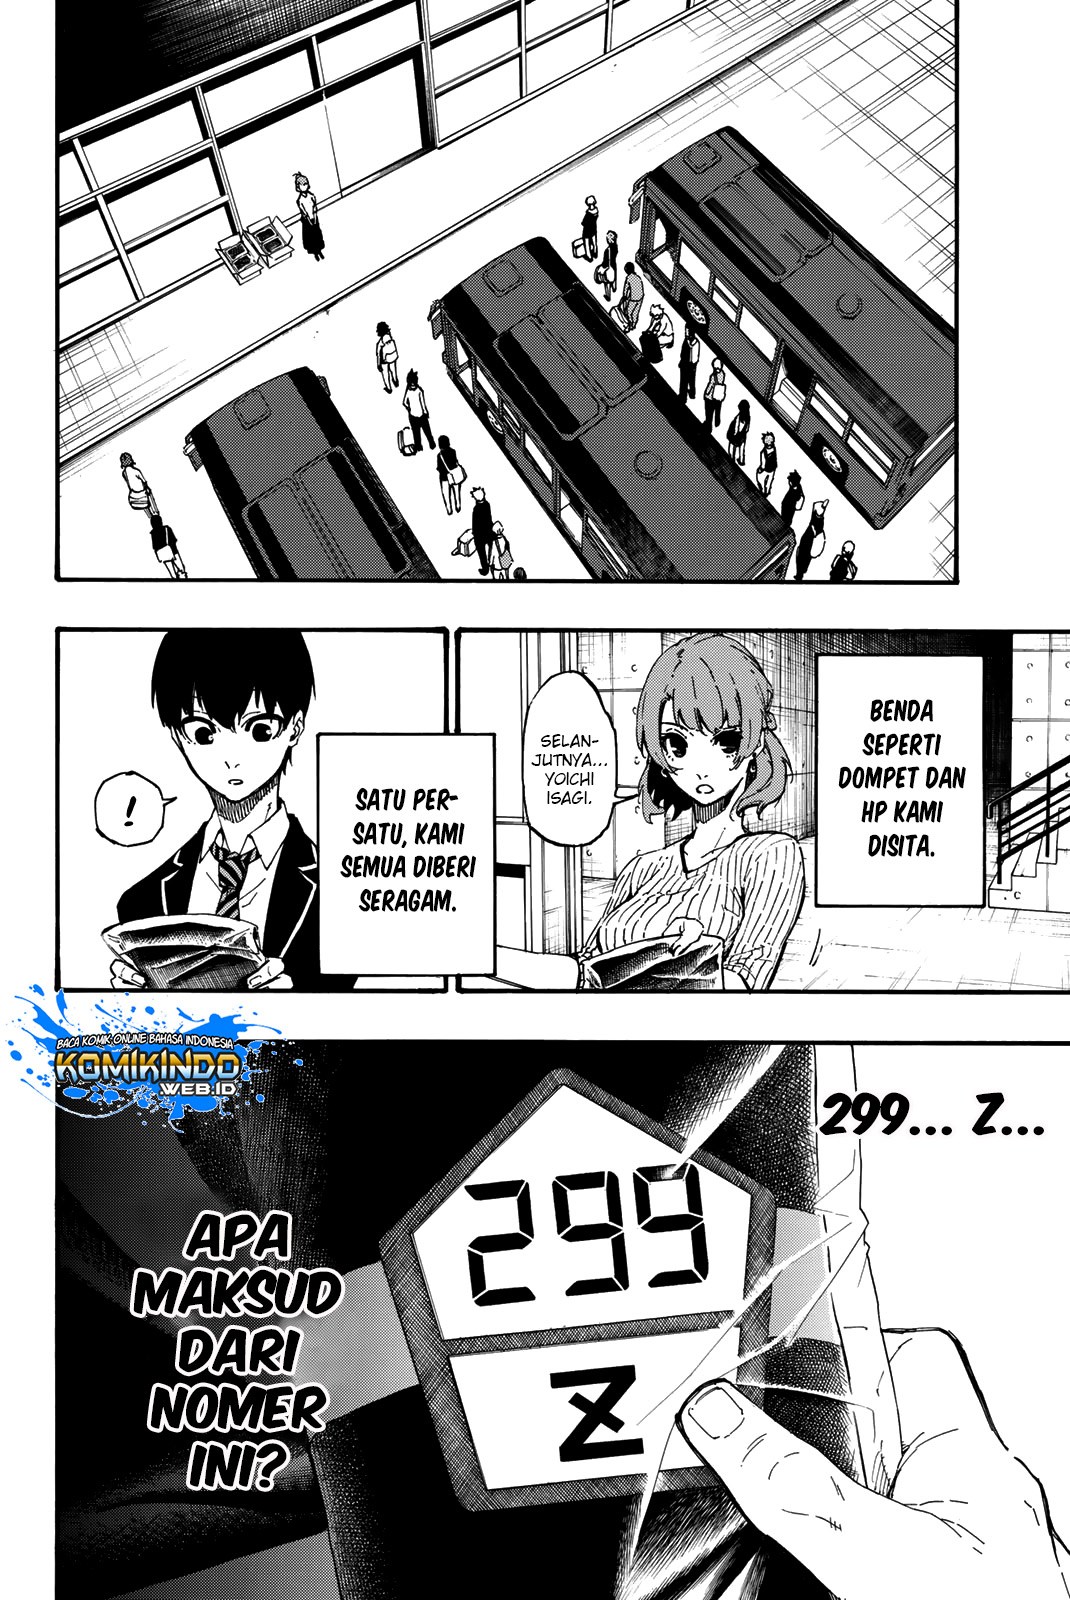 BENDA
SEPERTI
DOMPET DAN
HP KAMI
DISITA.
SELAN-
JUTNYA...
YOICHI
ISAGI.
SATU PER-
SATU, KAMI
SEMUA DIBERI
SERAGAM.
!
BACA KOMIK ONLINE BAHASA INDONESIA
KOMIKINDO
WEB.ID
299... Z...
299
Z
APA
MAKSUD
DARI
NOMER
INI?